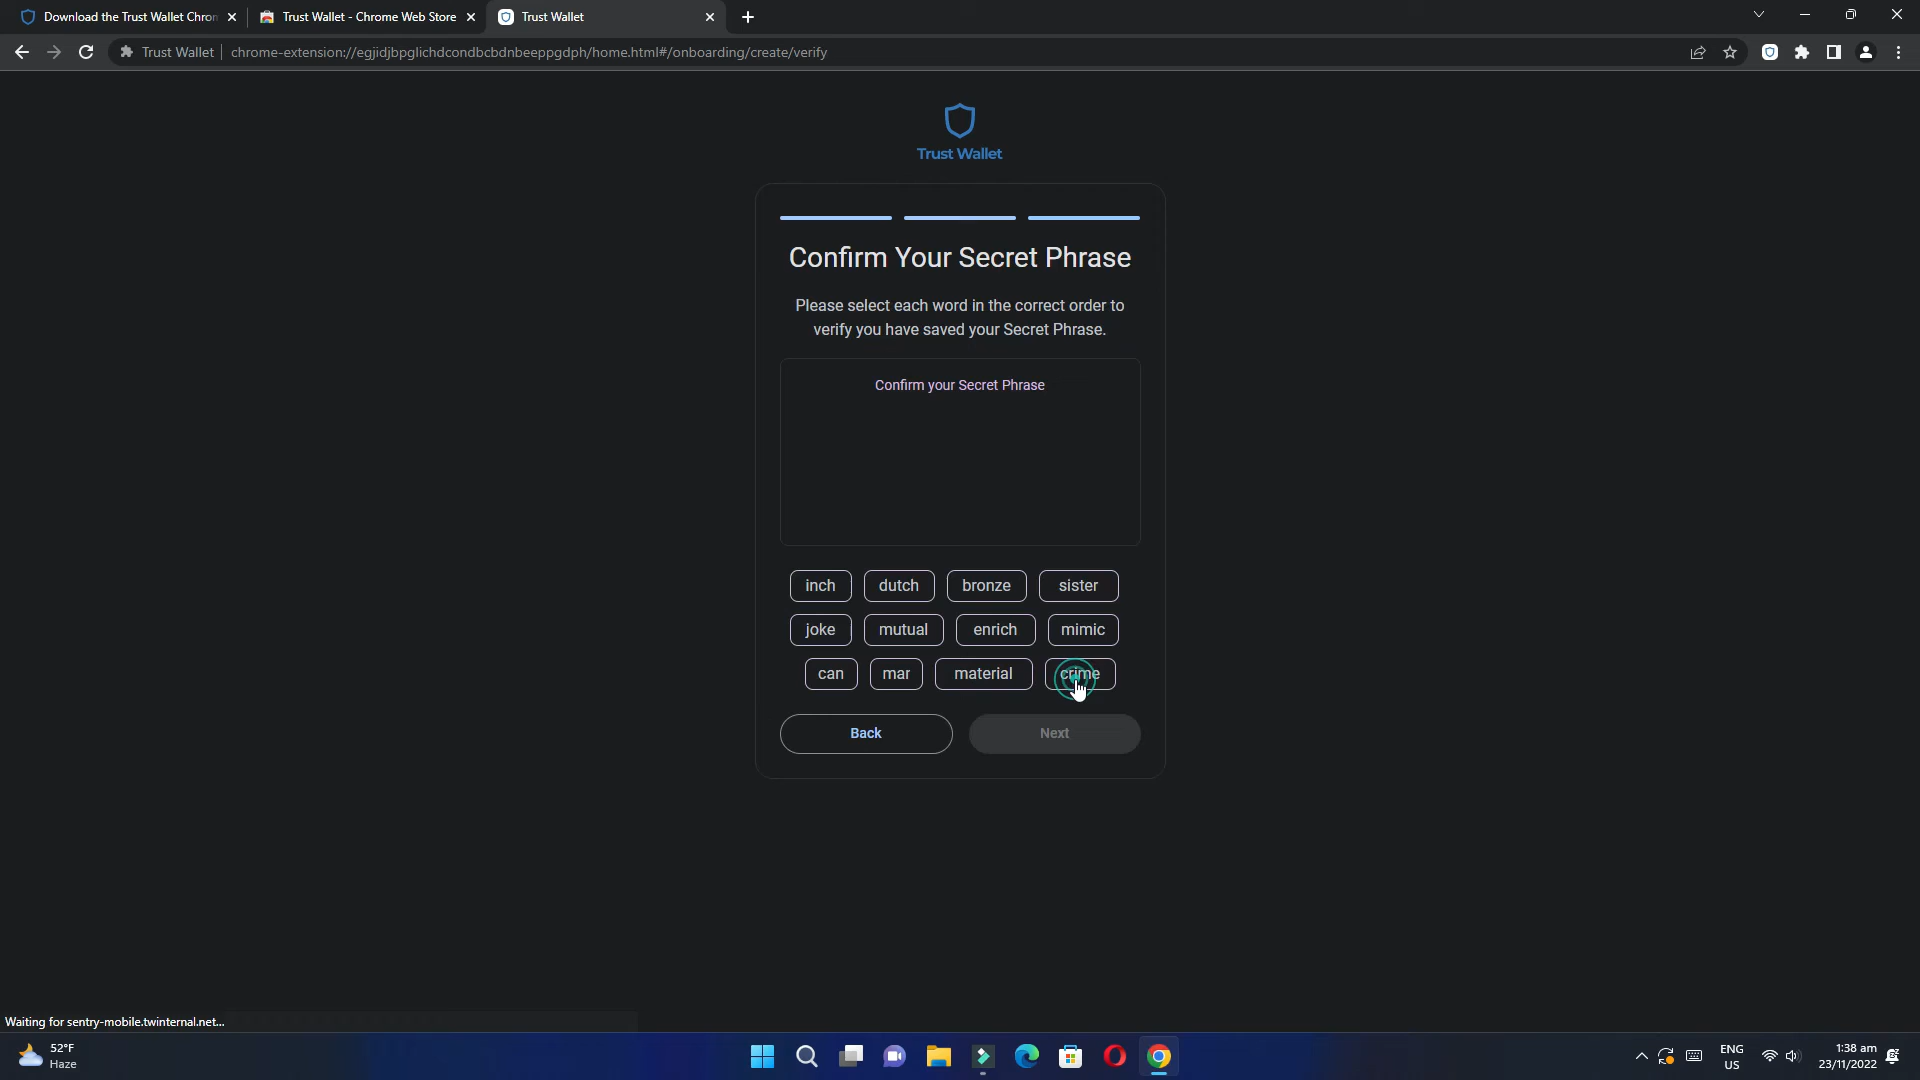 Download the Trust Wallet Chror
Trust Wallet - Chrome Web Store
Trust Wallet
Trust Wallet | chrome-extension://egjidjbpglichdcondbcbdnbeeppgdph/home.html#/onboarding/create/verify
Trust Wallet
Confirm Your Secret Phrase
Please select each word in the correct order to
verify you have saved your Secret Phrase.
Confirm your Secret Phrase
inch dutch bronze sister
joke mutual enrich mimic
can mar material crime
Back Next
Waiting for sentry-mobile.twinternal.net...
52°F
Haze
ENG
US
1:38 am
23/11/2022